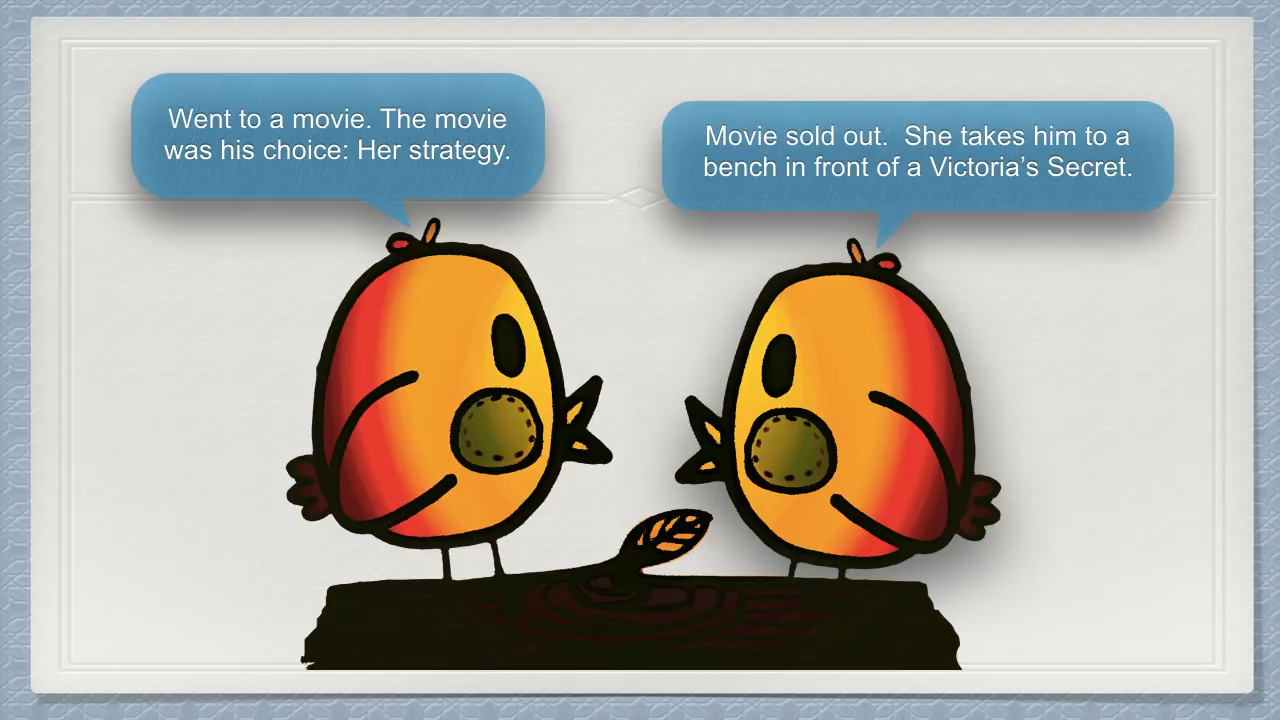 Went to a movie. The movie
was his choice: Her strategy.
Movie sold out.  She takes him to a
bench in front of a Victoria’s Secret.